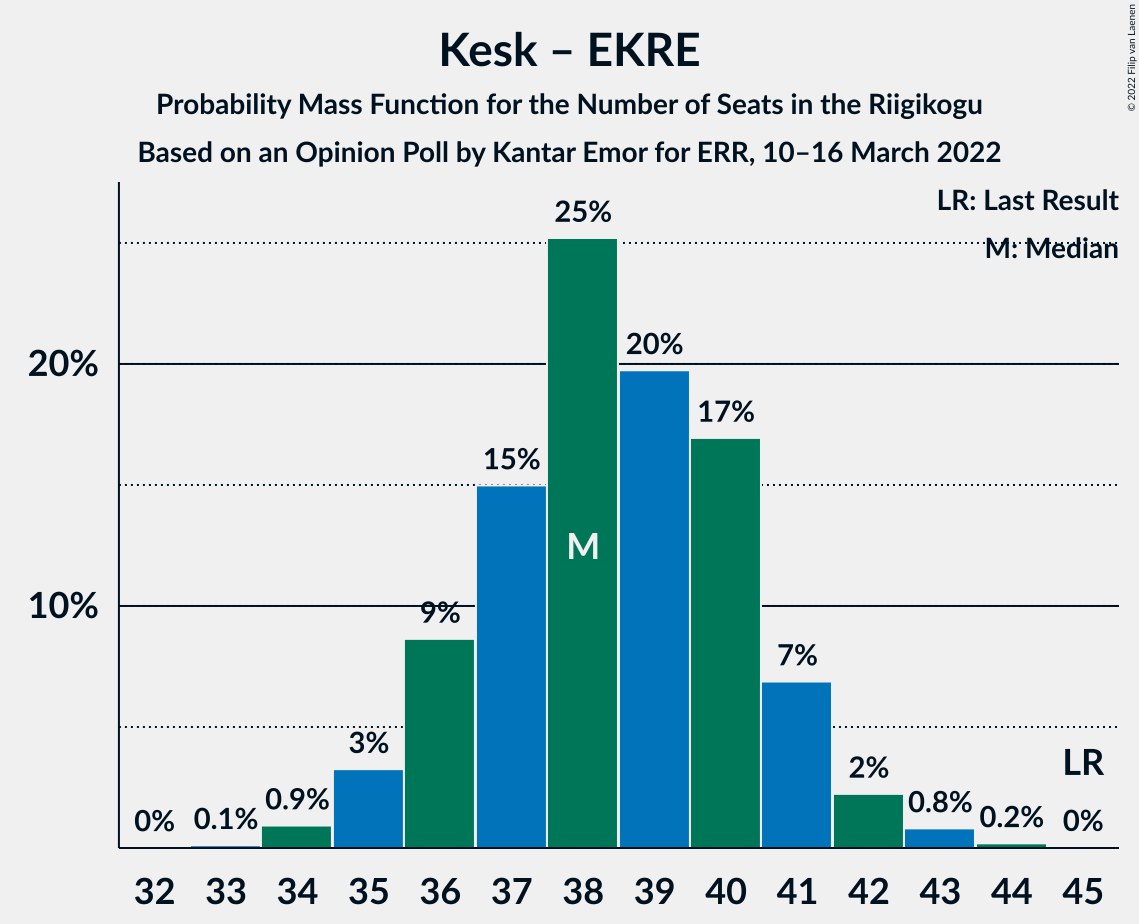 Kesk – EKRE
Probability Mass Function for the Number of Seats in the Riigikogu
Based on an Opinion Poll by Kantar Emor for ERR, 10–16 March 2022
© 2022 Filip van Laenen
LR: Last Result
M: Median
25%
20%
20%
17%
15%
M
10%
9%
7%
3%
2%
LR
0%
0.1%
0.9%
0.8%
0.2%
0%
32 33 34 35 36 37 38 39 40 41 42 43 44 45